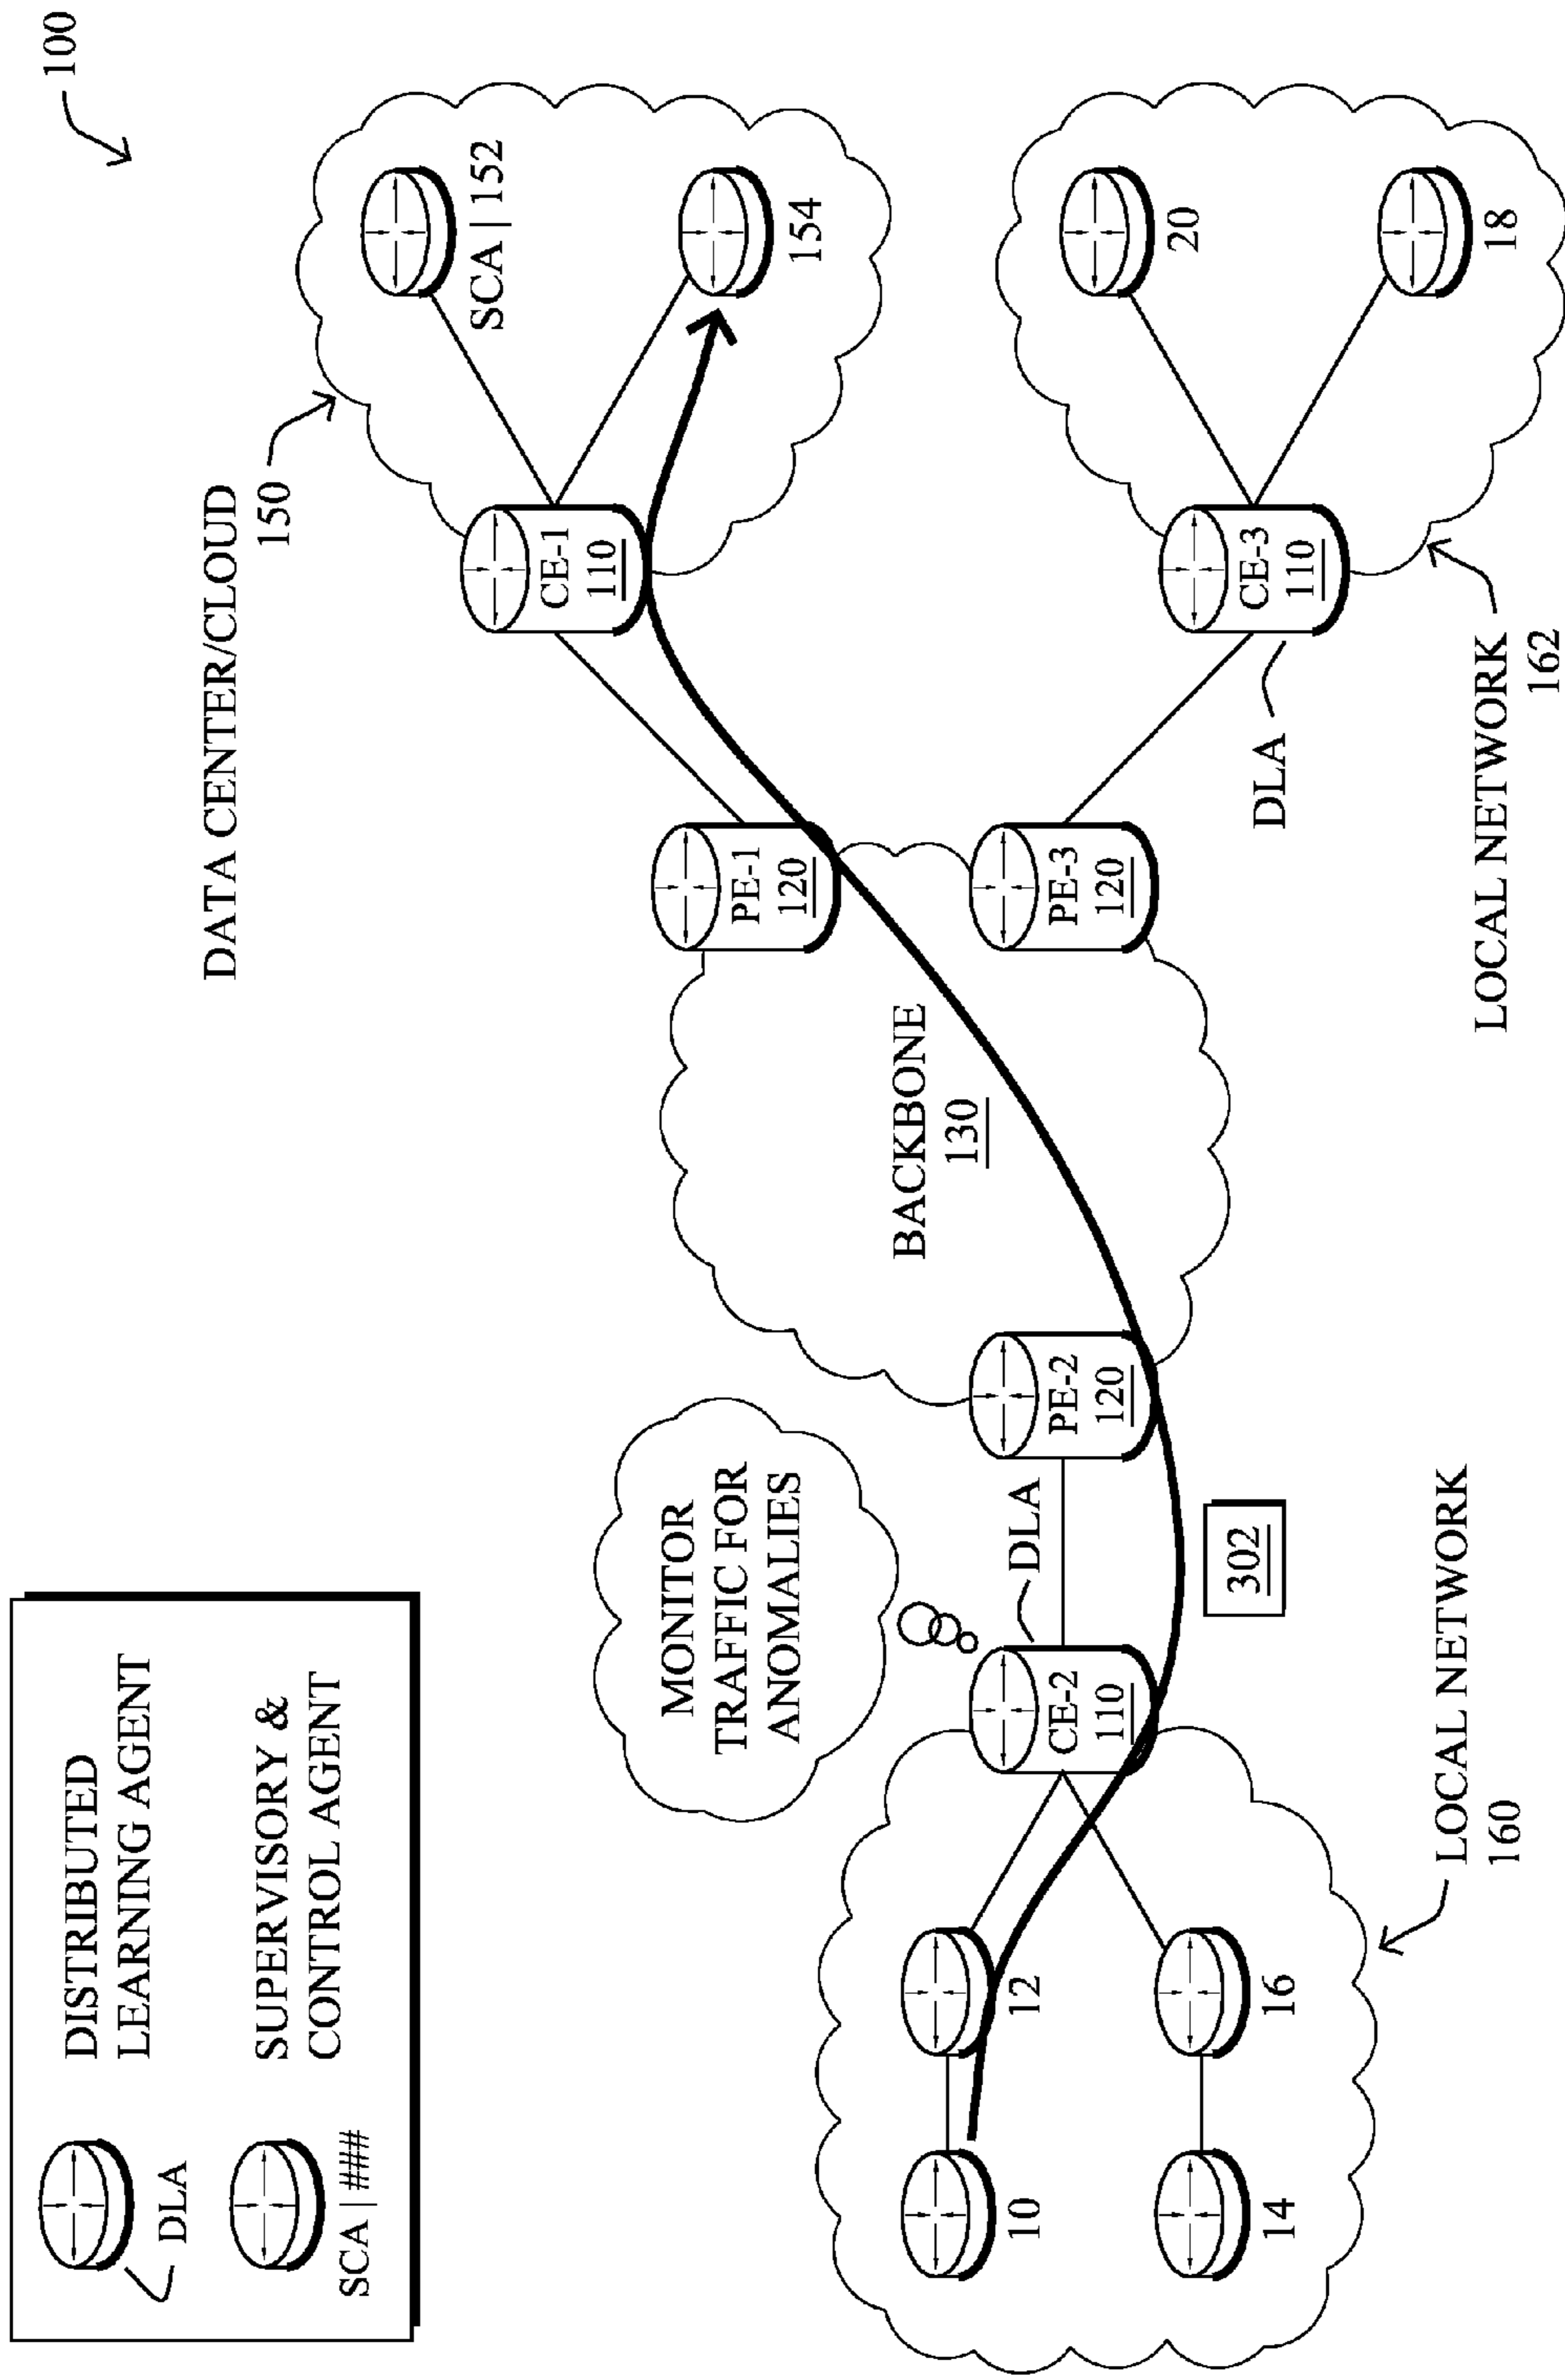 DISTRIBUTED
LEARNING AGENT
DLA
SUPERVISORY &
CONTROL AGENT
SCA | ###
100
DATA CENTER/CLOUD
150
SCA | 152
154
CE-1
110
PE-1
120
MONITOR
TRAFFIC FOR
ANOMALIES
BACKBONE
130
10
12
14
16
CE-2
110
DLA
PE-2
120
302
PE-3
120
CE-3
110
DLA
20
18
LOCAL NETWORK
160
LOCAL NETWORK
162